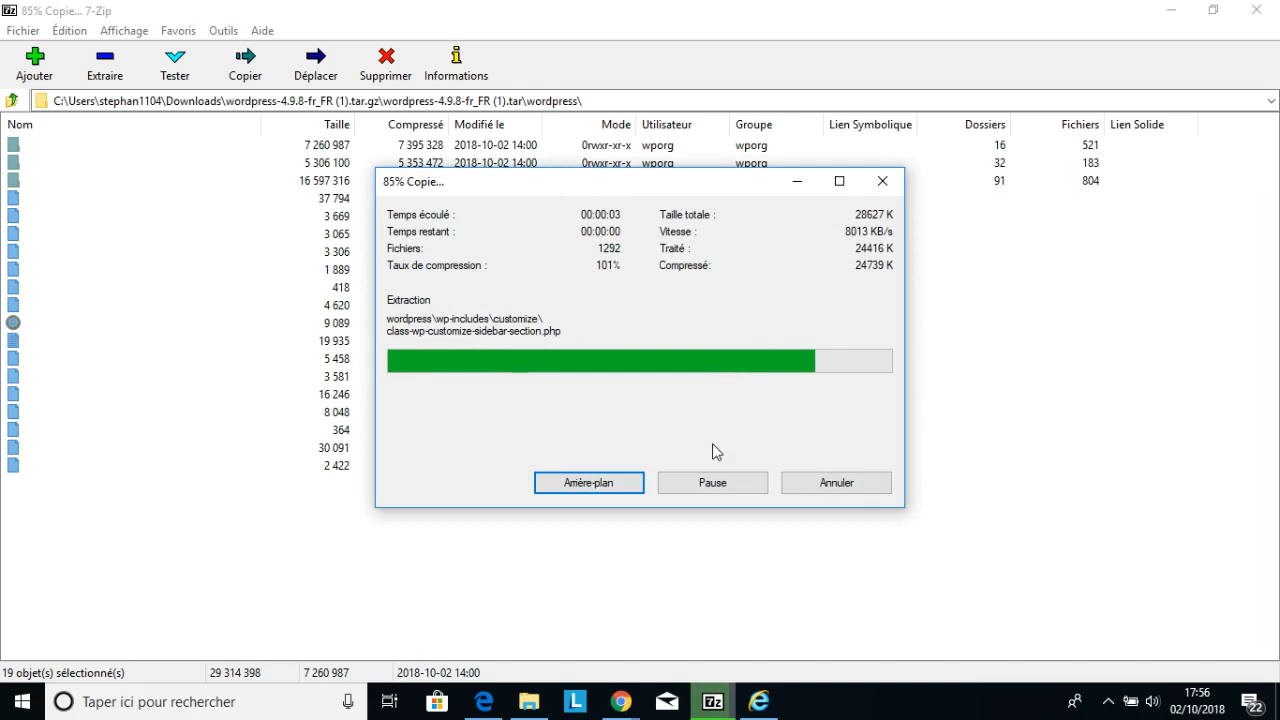 85% Copie... 7-Zip
Fichier Édition Affichage Favoris Outils Aide
Ajouter Extraire Tester Copier Déplacer Supprimer Informations
C:\Users\stephan1104\Downloads\wordpress-4.9.8-fr_FR (1).tar.gz\wordpress-4.9.8-fr_FR (1).tar\wordpress\
Nom Taille Compressé Modifié le Mode Utilisateur Groupe Lien Symbolique Dossiers Fichiers Lien Solide
7 260 987 7 395 328 2018-10-02 14:00 0rwxr-xr-x wporg wporg 16 521
5 306 100 5 353 472 2018-10-02 14:00 0rwxr-xr-x wporg wporg 32 183
16 597 316 91 804
37 794
3 669
3 065
3 306
1 889
418
4 620
9 089
19 935
5 458
3 581
16 246
8 048
364
30 091
2 422
85% Copie...
Temps écoulé : 00:00:03 Taille totale : 28627 K
Temps restant : 00:00:00 Vitesse : 8013 KB/s
Fichiers: 1292 Traité : 24416 K
Taux de compression : 101% Compressé: 24739 K
Extraction
wordpress\wp-includes\customize\
class-wp-customize-sidebar-section.php
Arrière-plan Pause Annuler
19 objet(s) sélectionné(s) 29 314 398 7 260 987 2018-10-02 14:00
Taper ici pour rechercher
17:56
02/10/2018
22